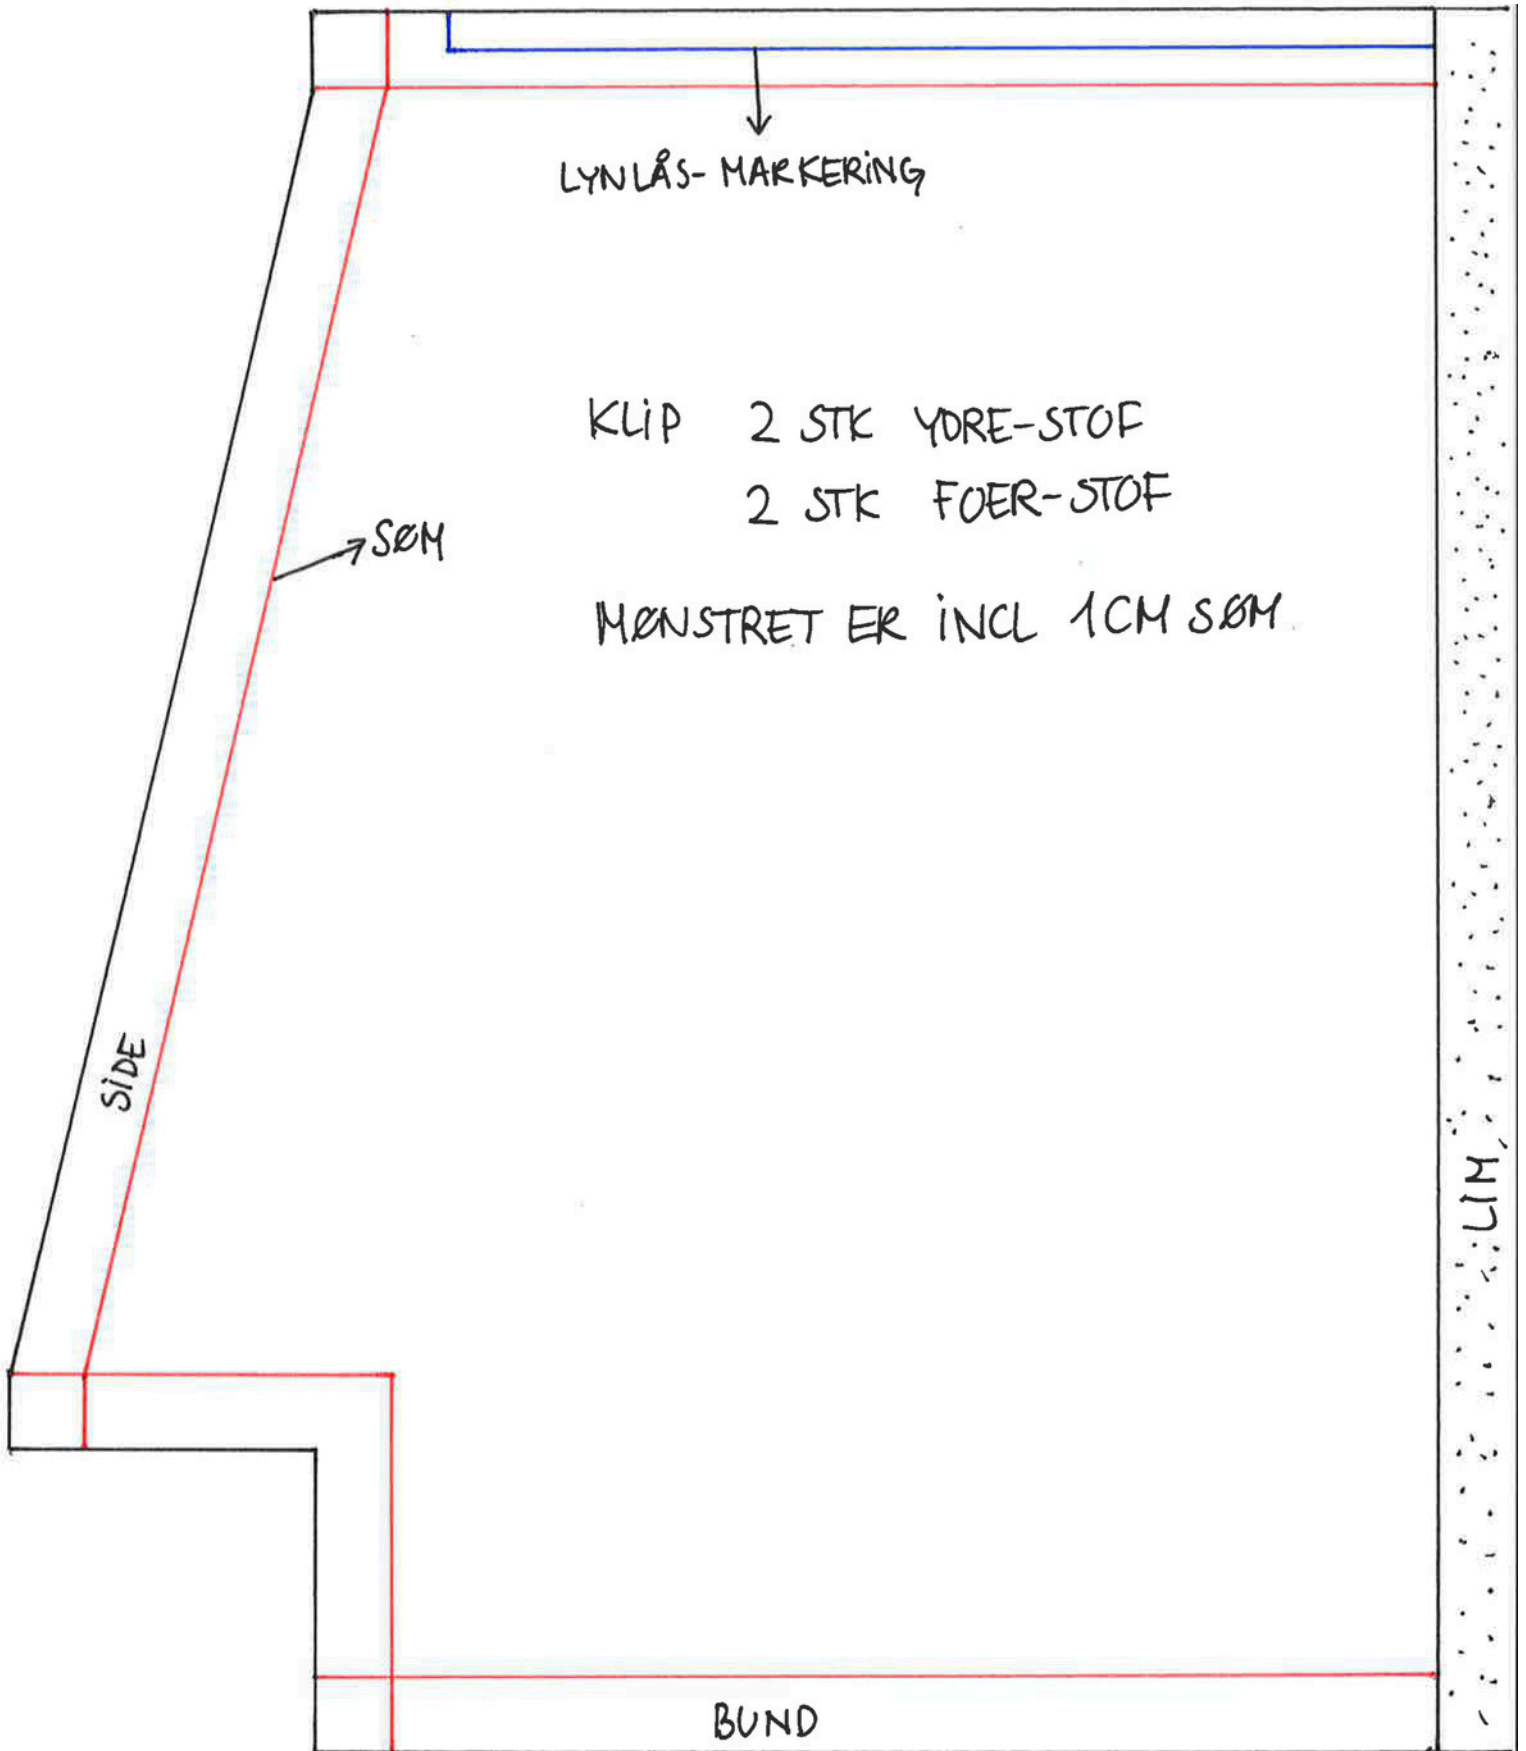 LYNLÅS-MARKERING
KLIP 2 STK YDRE-STOF
2 STK FOER-STOF
SØM
MØNSTRET ER INCL 1CM SØM
SIDE
LIM
BUND